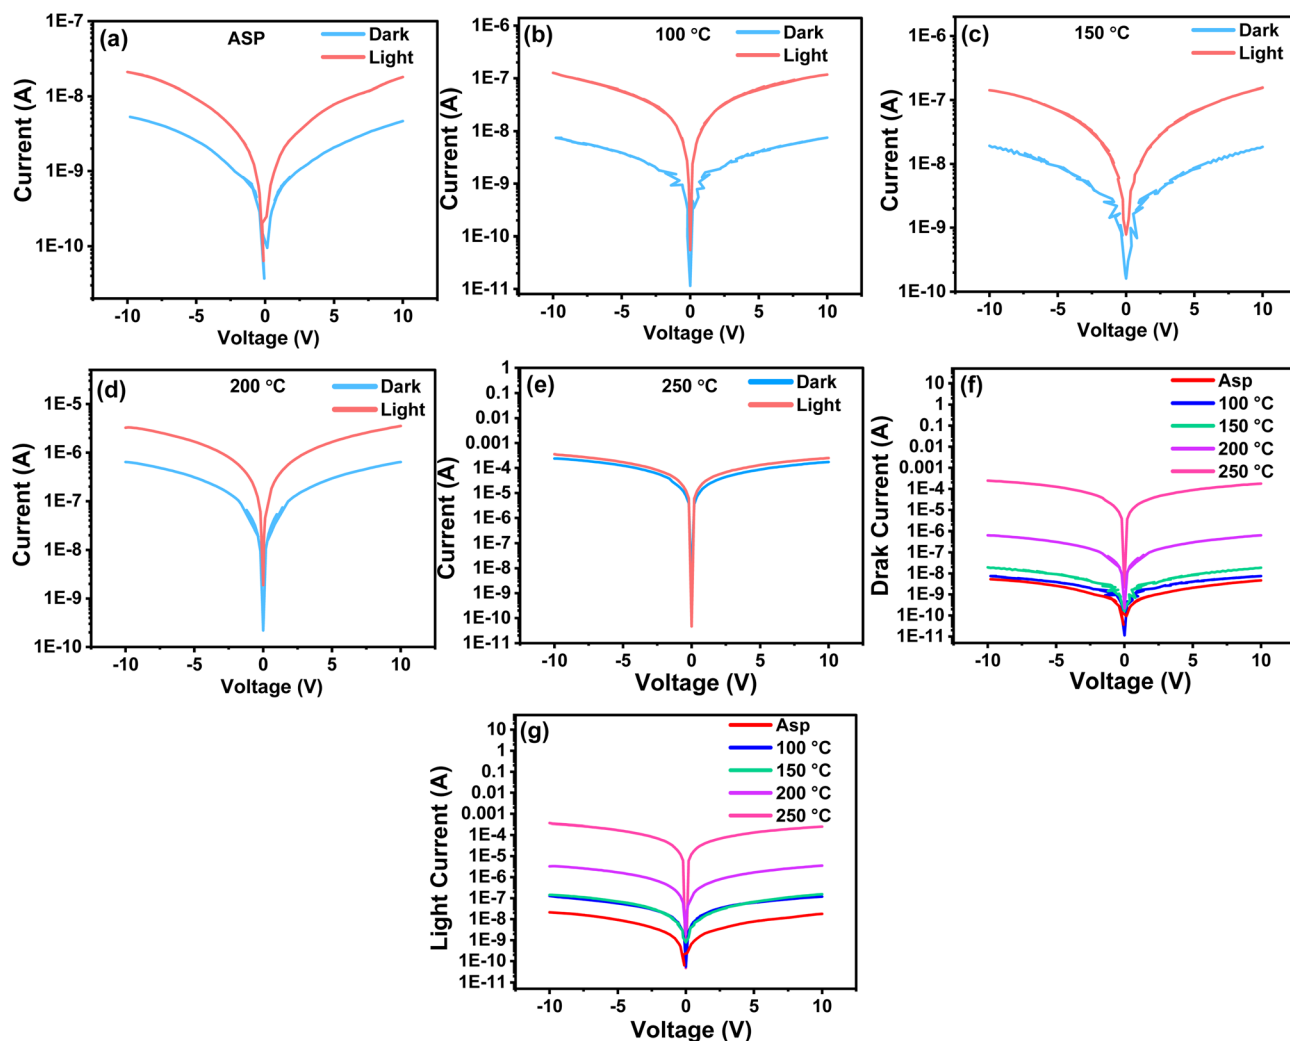 (a)
ASP
Dark
Light
1E-7
1E-8
1E-9
1E-10
Current (A)
-10
-5
0
5
10
Voltage (V)
(b)
100 °C
Dark
Light
1E-6
1E-7
1E-8
1E-9
1E-10
1E-11
Current (A)
-10
-5
0
5
10
Voltage (V)
(c)
150 °C
Dark
Light
1E-6
1E-7
1E-8
1E-9
1E-10
Current (A)
-10
-5
0
5
10
Voltage (V)
(d)
200 °C
Dark
Light
1E-5
1E-6
1E-7
1E-8
1E-9
1E-10
Current (A)
-10
-5
0
5
10
Voltage (V)
(e)
250 °C
Dark
Light
1
0.1
0.01
0.001
1E-4
1E-5
1E-6
1E-7
1E-8
1E-9
1E-10
1E-11
Current (A)
-10
-5
0
5
10
Voltage (V)
(f)
Asp
100 °C
150 °C
200 °C
250 °C
10
1
0.1
0.01
0.001
1E-4
1E-5
1E-6
1E-7
1E-8
1E-9
1E-10
1E-11
Drak Current (A)
-10
-5
0
5
10
Voltage (V)
(g)
Asp
100 °C
150 °C
200 °C
250 °C
10
1
0.1
0.01
0.001
1E-4
1E-5
1E-6
1E-7
1E-8
1E-9
1E-10
1E-11
Light Current (A)
-10
-5
0
5
10
Voltage (V)